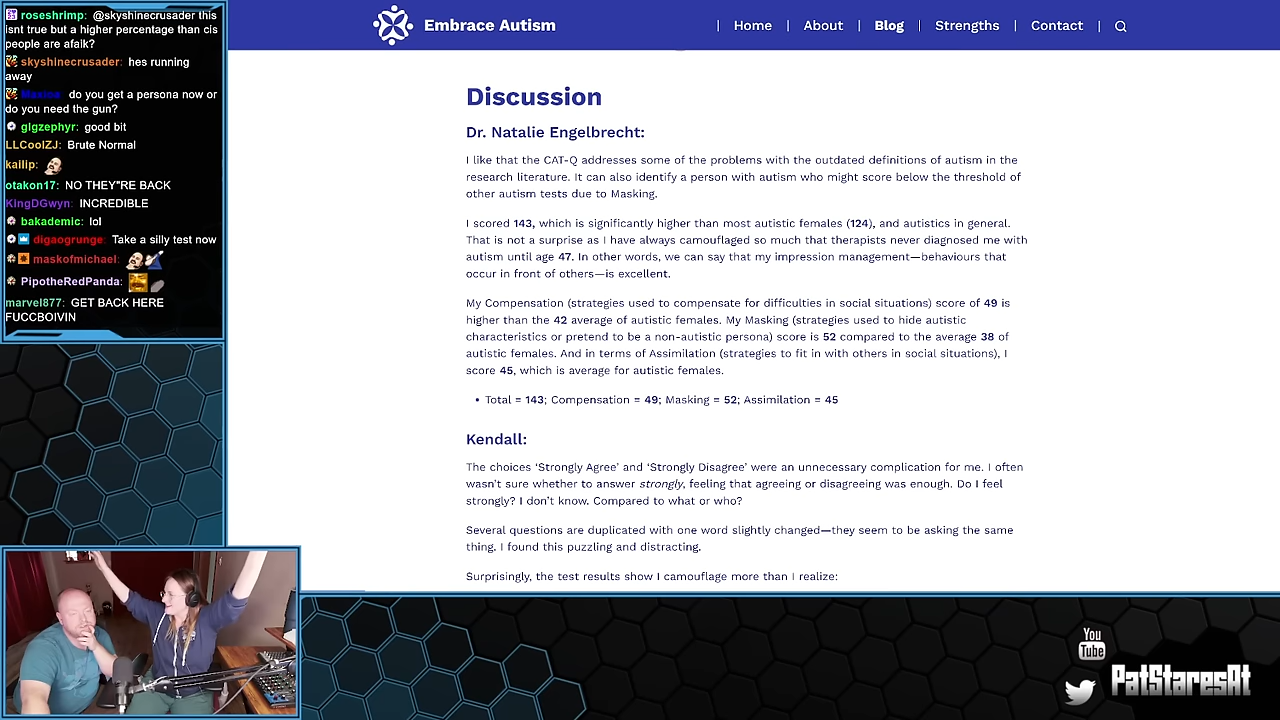 roseshrimp: @skyshinecrusader this
isnt true but a higher percentage than cis
people are afalk?
skyshinecrusader: hes running
away
Maxioo: do you get a persona now or
do you need the gun?
glgzephyr: good bit
LLCoolZJ: Brute Normal
kailip:
otakon17: NO THEY"RE BACK
KingDGwyn: INCREDIBLE
bakademic: lol
digaogrunge: Take a silly test now
maskofmichael:
PipotheRedPanda:
marvel877: GET BACK HERE
FUCCBOIVIN
Embrace Autism
Home
About
Blog
Strengths
Contact
Discussion
Dr. Natalie Engelbrecht:
I like that the CAT-Q addresses some of the problems with the outdated definitions of autism in the
research literature. It can also identify a person with autism who might score below the threshold of
other autism tests due to Masking.
I scored 143, which is significantly higher than most autistic females (124), and autistics in general.
That is not a surprise as I have always camouflaged so much that therapists never diagnosed me with
autism until age 47. In other words, we can say that my impression management—behaviours that
occur in front of others—is excellent.
My Compensation (strategies used to compensate for difficulties in social situations) score of 49 is
higher than the 42 average of autistic females. My Masking (strategies used to hide autistic
characteristics or pretend to be a non-autistic persona) score is 52 compared to the average 38 of
autistic females. And in terms of Assimilation (strategies to fit in with others in social situations), I
score 45, which is average for autistic females.
• Total = 143; Compensation = 49; Masking = 52; Assimilation = 45
Kendall:
The choices ‘Strongly Agree’ and ‘Strongly Disagree’ were an unnecessary complication for me. I often
wasn’t sure whether to answer strongly, feeling that agreeing or disagreeing was enough. Do I feel
strongly? I don’t know. Compared to what or who?
Several questions are duplicated with one word slightly changed—they seem to be asking the same
thing. I found this puzzling and distracting.
Surprisingly, the test results show I camouflage more than I realize:
You
Tube
PatStaresAt